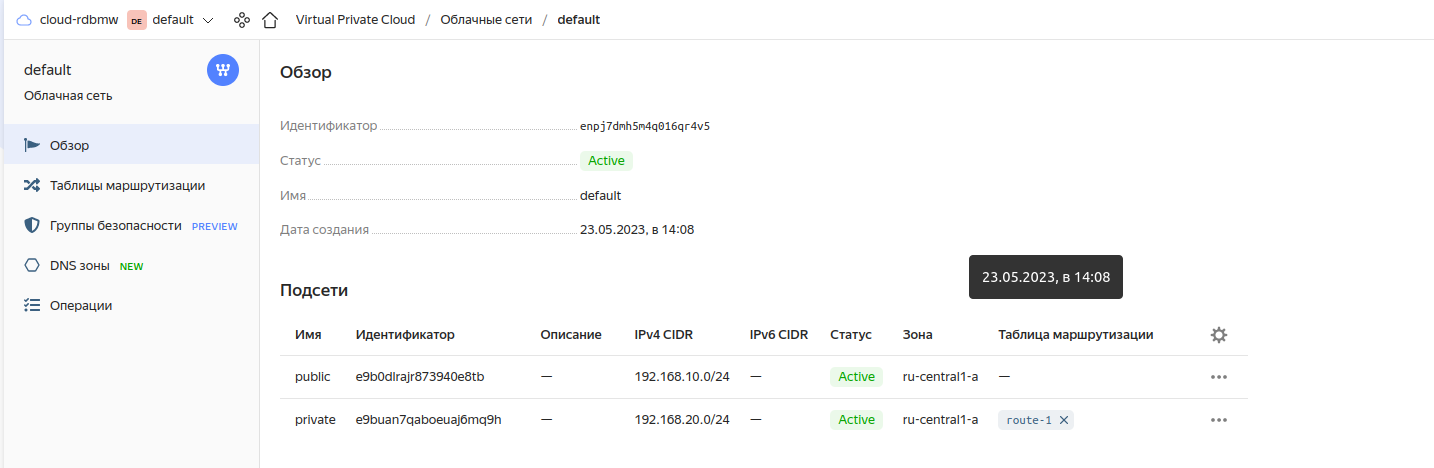 cloud-rdbmw DE default Virtual Private Cloud / Облачные сети / default
default
Облачная сеть
Обзор
Таблицы маршрутизации
Группы безопасности PREVIEW
DNS зоны NEW
Операции
Обзор
Идентификатор enpj7dmh5m4q016qr4v5
Статус Active
Имя default
Дата создания 23.05.2023, в 14:08
23.05.2023, в 14:08
Подсети
Имя Идентификатор Описание IPv4 CIDR IPv6 CIDR Статус Зона Таблица маршрутизации
public e9b0dlrajr873940e8tb — 192.168.10.0/24 — Active ru-central1-a —
private e9buan7qaboeuaj6mq9h — 192.168.20.0/24 — Active ru-central1-a route-1